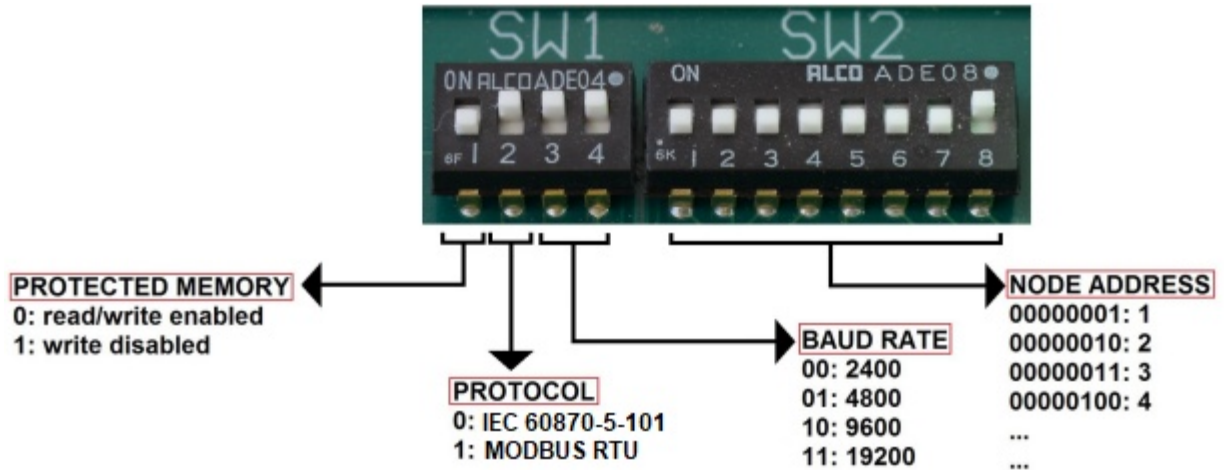 SW1 SW2
ON ALCO ADE04
ON ALCO ADE08
6F 1 2 3 4
6K 1 2 3 4 5 6 7 8
PROTECTED MEMORY
0: read/write enabled
1: write disabled
PROTOCOL
0: IEC 60870-5-101
1: MODBUS RTU
BAUD RATE
00: 2400
01: 4800
10: 9600
11: 19200
NODE ADDRESS
00000001: 1
00000010: 2
00000011: 3
00000100: 4
...
...